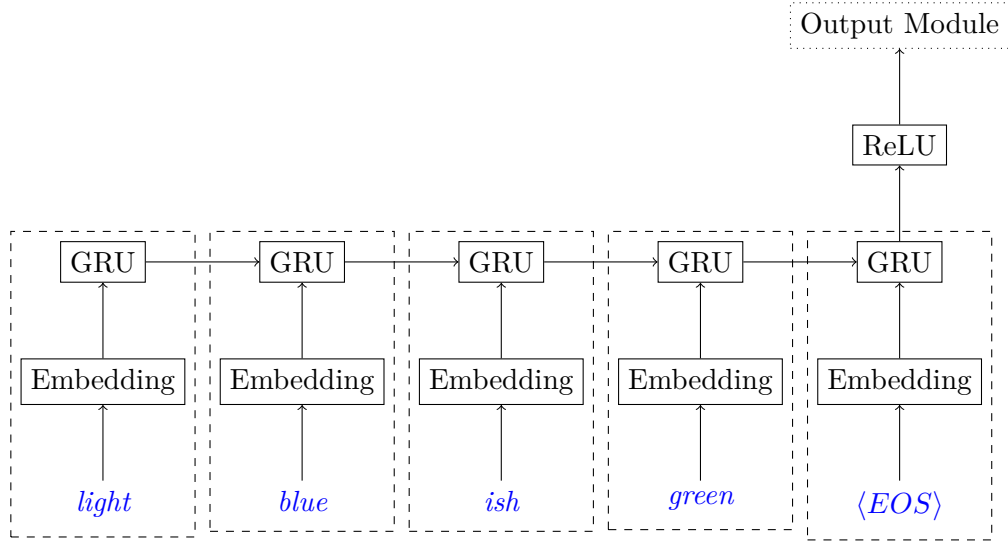 Output Module
ReLU
GRU GRU GRU GRU GRU
Embedding Embedding Embedding Embedding Embedding
light blue ish green ⟨EOS⟩